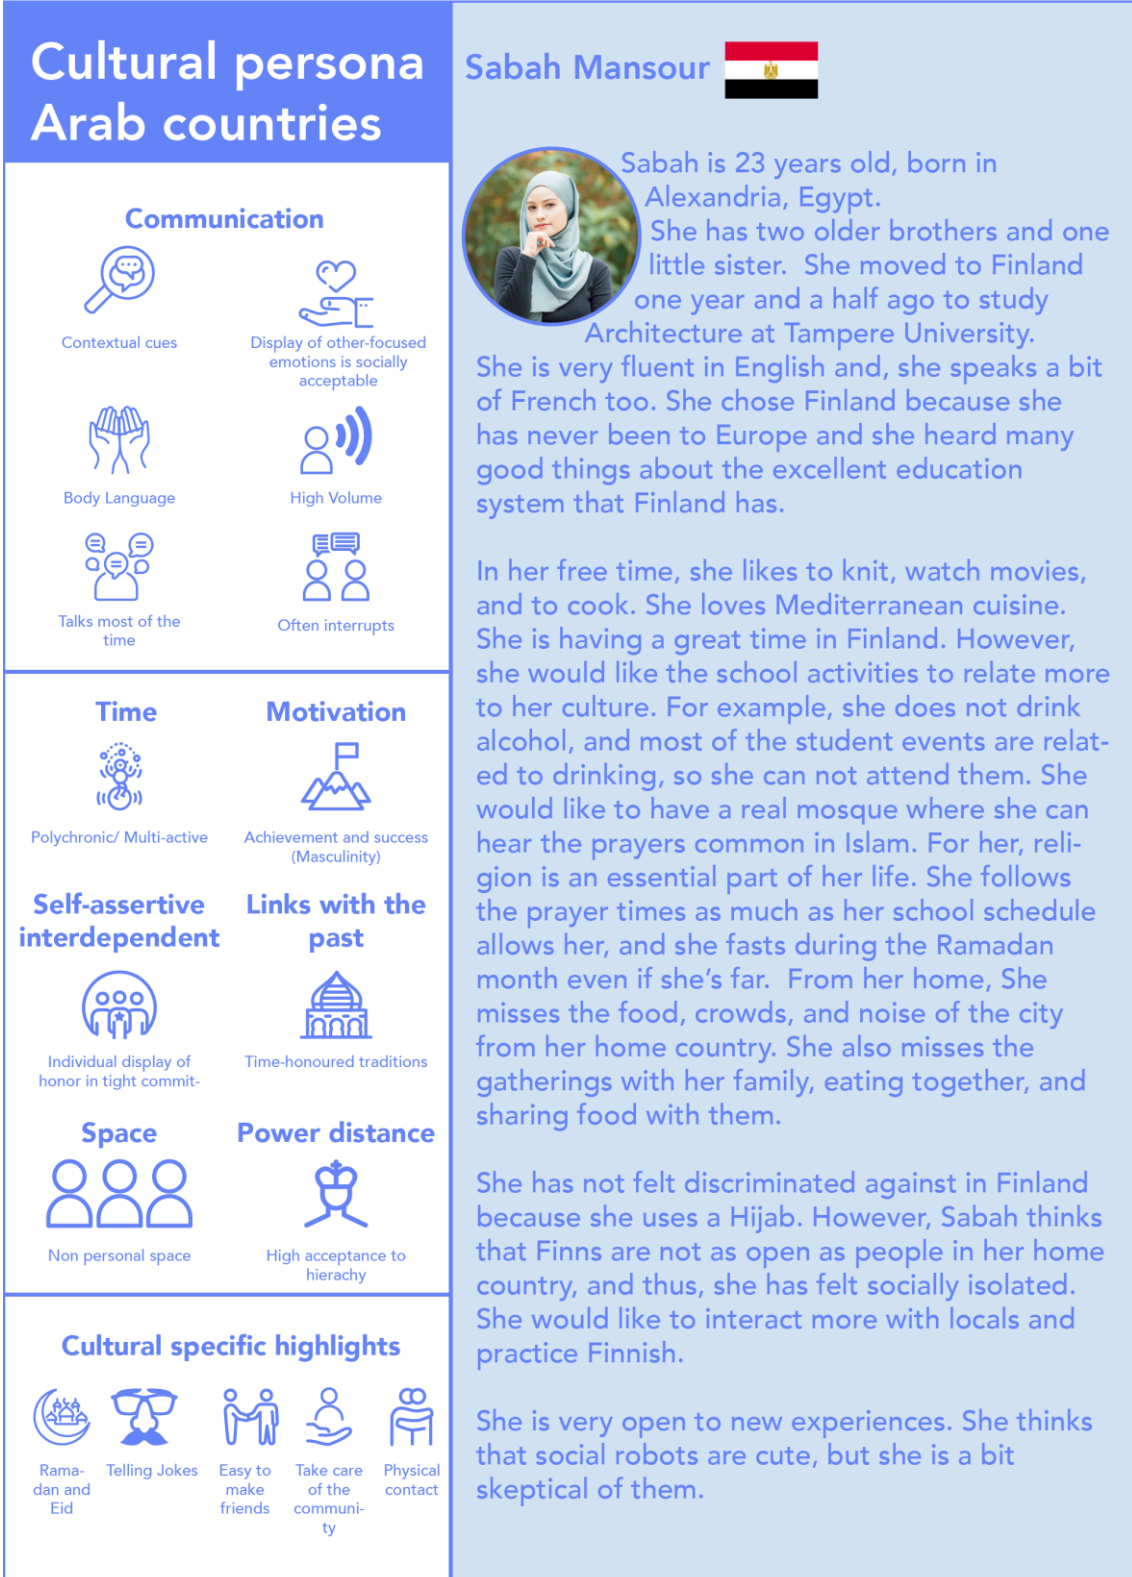 Cultural persona
Arab countries
Communication
Contextual cues
Display of other-focused
emotions is socially
acceptable
Body Language
High Volume
Talks most of the
time
Often interrupts
Time
Polychronic/ Multi-active
Motivation
Achievement and success
(Masculinity)
Self-assertive
interdependent
Individual display of
honor in tight commit-
Links with the
past
Time-honoured traditions
Space
Non personal space
Power distance
High acceptance to
hierachy
Cultural specific highlights
Rama-
dan and
Eid
Telling Jokes
Easy to
make
friends
Take care
of the
communi-
ty
Physical
contact
Sabah Mansour
Sabah is 23 years old, born in
Alexandria, Egypt.
She has two older brothers and one
little sister.  She moved to Finland
one year and a half ago to study
Architecture at Tampere University.
She is very fluent in English and, she speaks a bit
of French too. She chose Finland because she
has never been to Europe and she heard many
good things about the excellent education
system that Finland has.
In her free time, she likes to knit, watch movies,
and to cook. She loves Mediterranean cuisine.
She is having a great time in Finland. However,
she would like the school activities to relate more
to her culture. For example, she does not drink
alcohol, and most of the student events are relat-
ed to drinking, so she can not attend them. She
would like to have a real mosque where she can
hear the prayers common in Islam. For her, reli-
gion is an essential part of her life. She follows
the prayer times as much as her school schedule
allows her, and she fasts during the Ramadan
month even if she’s far.  From her home, She
misses the food, crowds, and noise of the city
from her home country. She also misses the
gatherings with her family, eating together, and
sharing food with them.
She has not felt discriminated against in Finland
because she uses a Hijab. However, Sabah thinks
that Finns are not as open as people in her home
country, and thus, she has felt socially isolated.
She would like to interact more with locals and
practice Finnish.
She is very open to new experiences. She thinks
that social robots are cute, but she is a bit
skeptical of them.